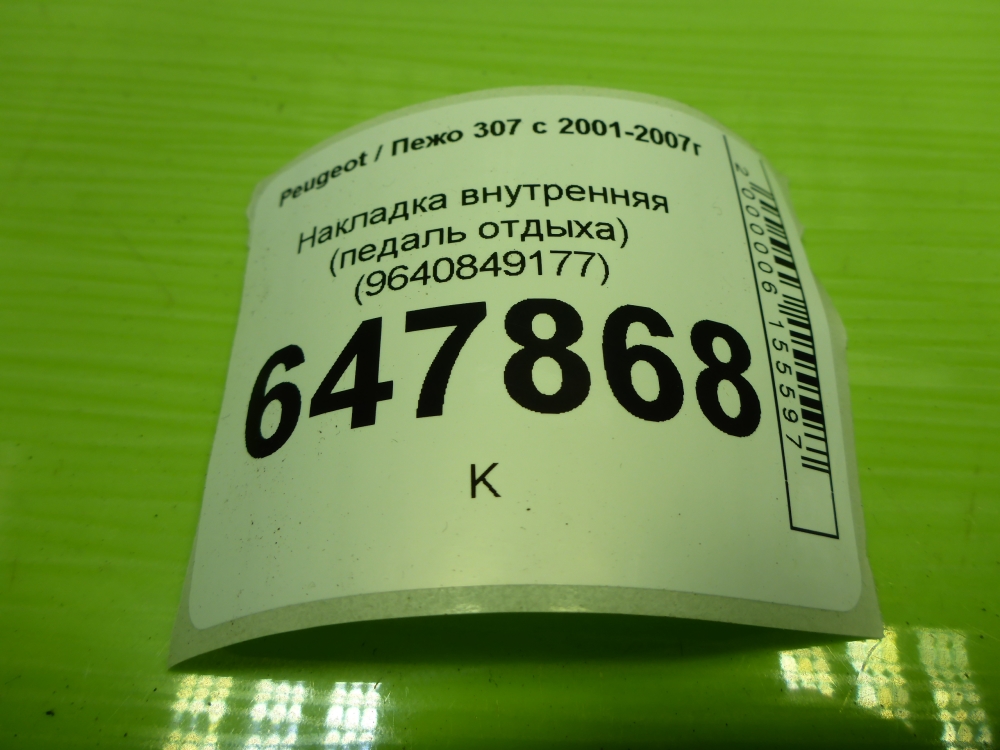 Peugeot / Пежо 307 с 2001-2007г
Накладка внутренняя
(педаль отдыха)
(9640849177)
647868
К
2000006155597